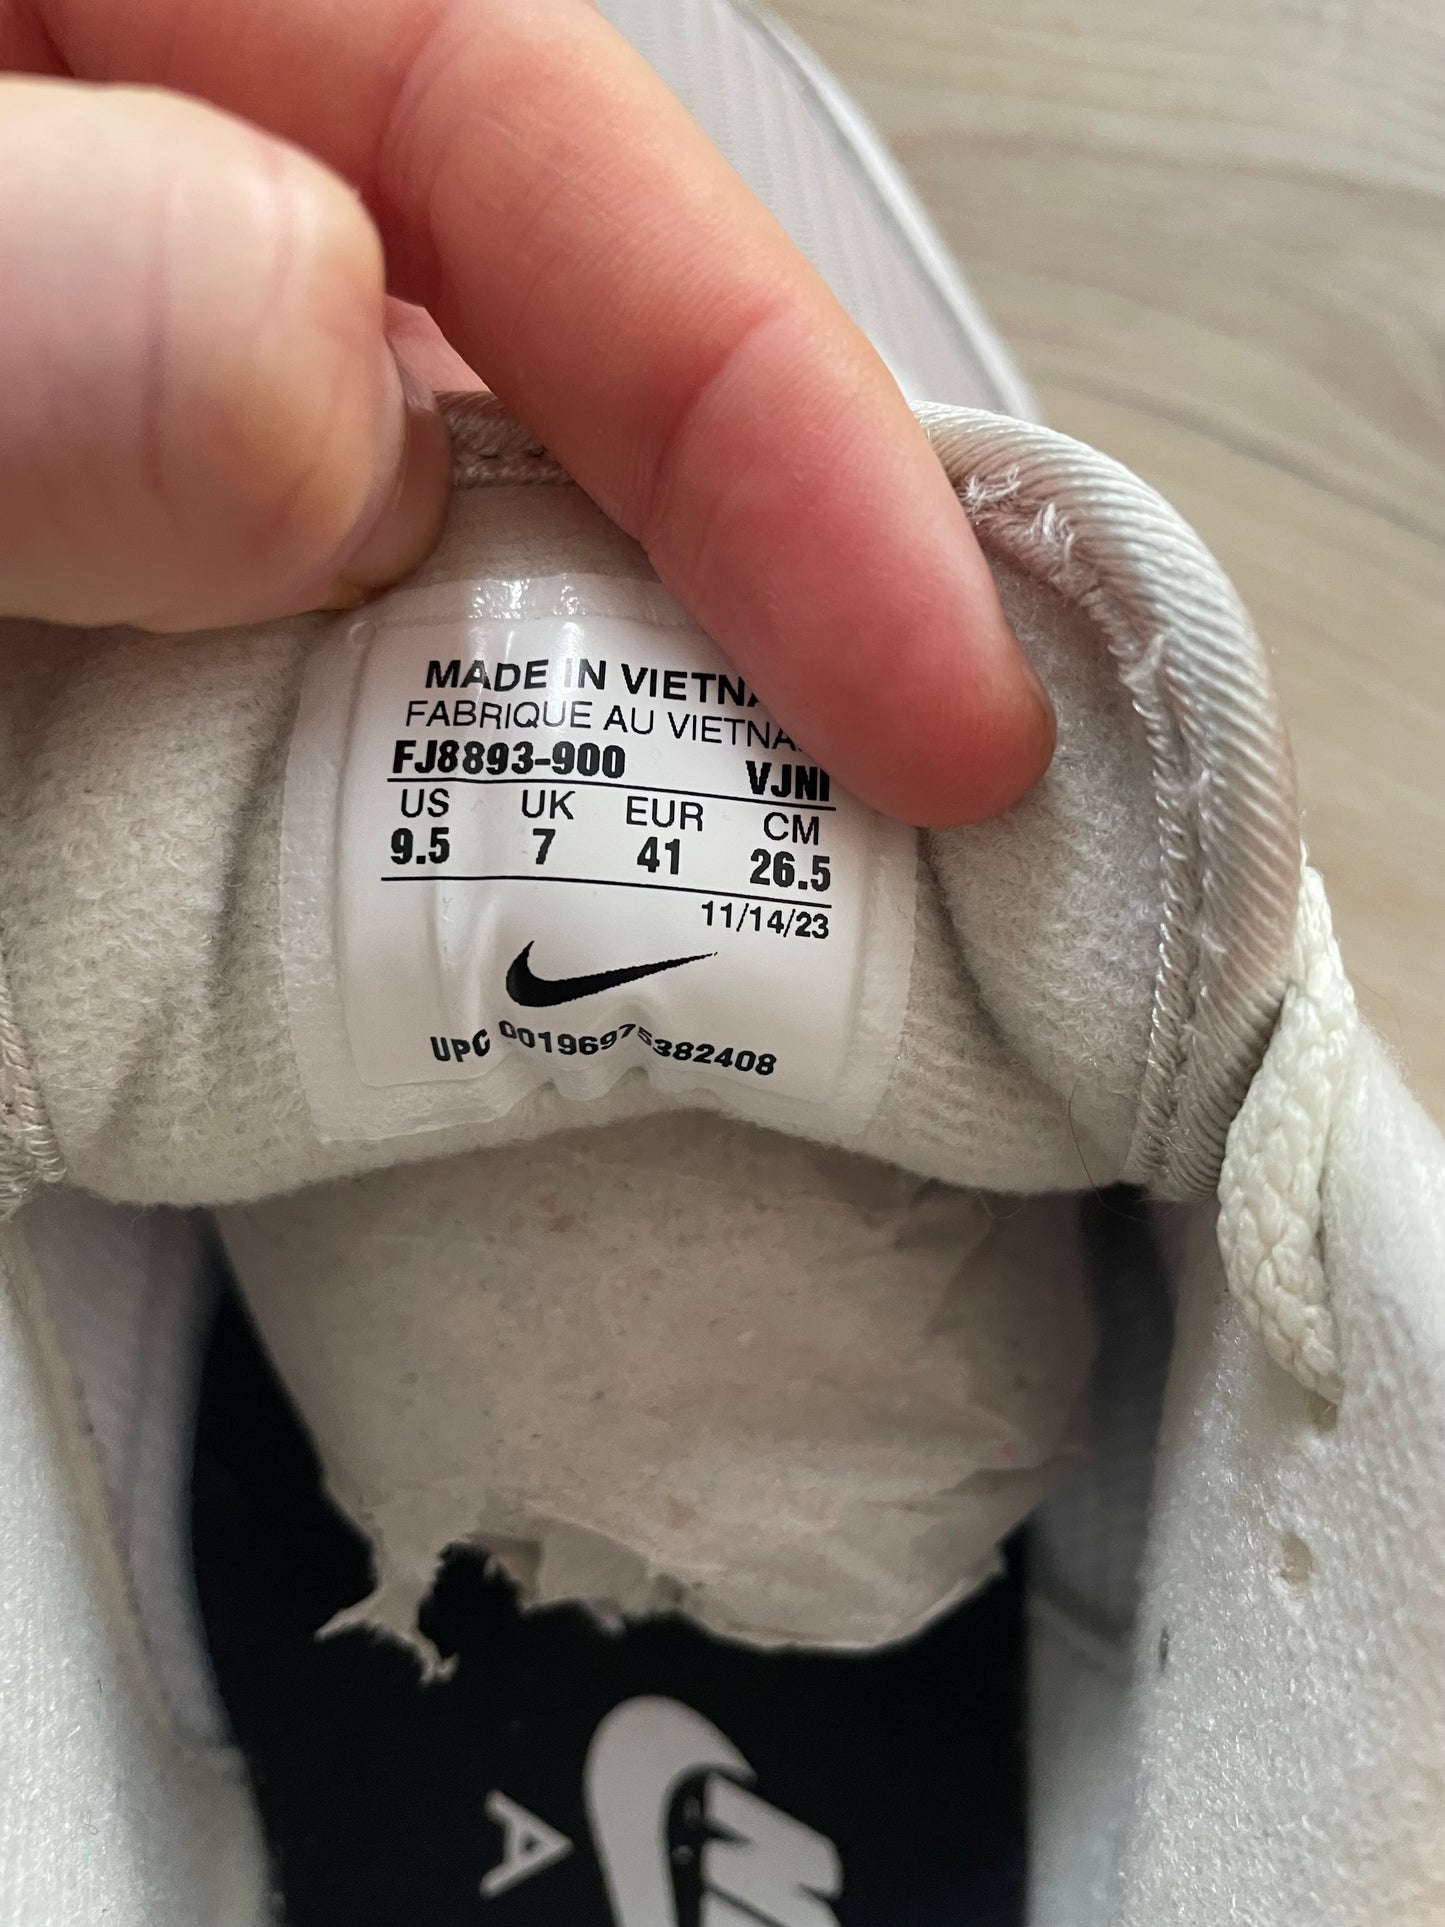 MADE IN VIETNA
FABRIQUE AU VIETNA
FJ8893-900 VJNI
US UK EUR CM
9.5 7 41 26.5
11/14/23
UPC 00196975382408
A